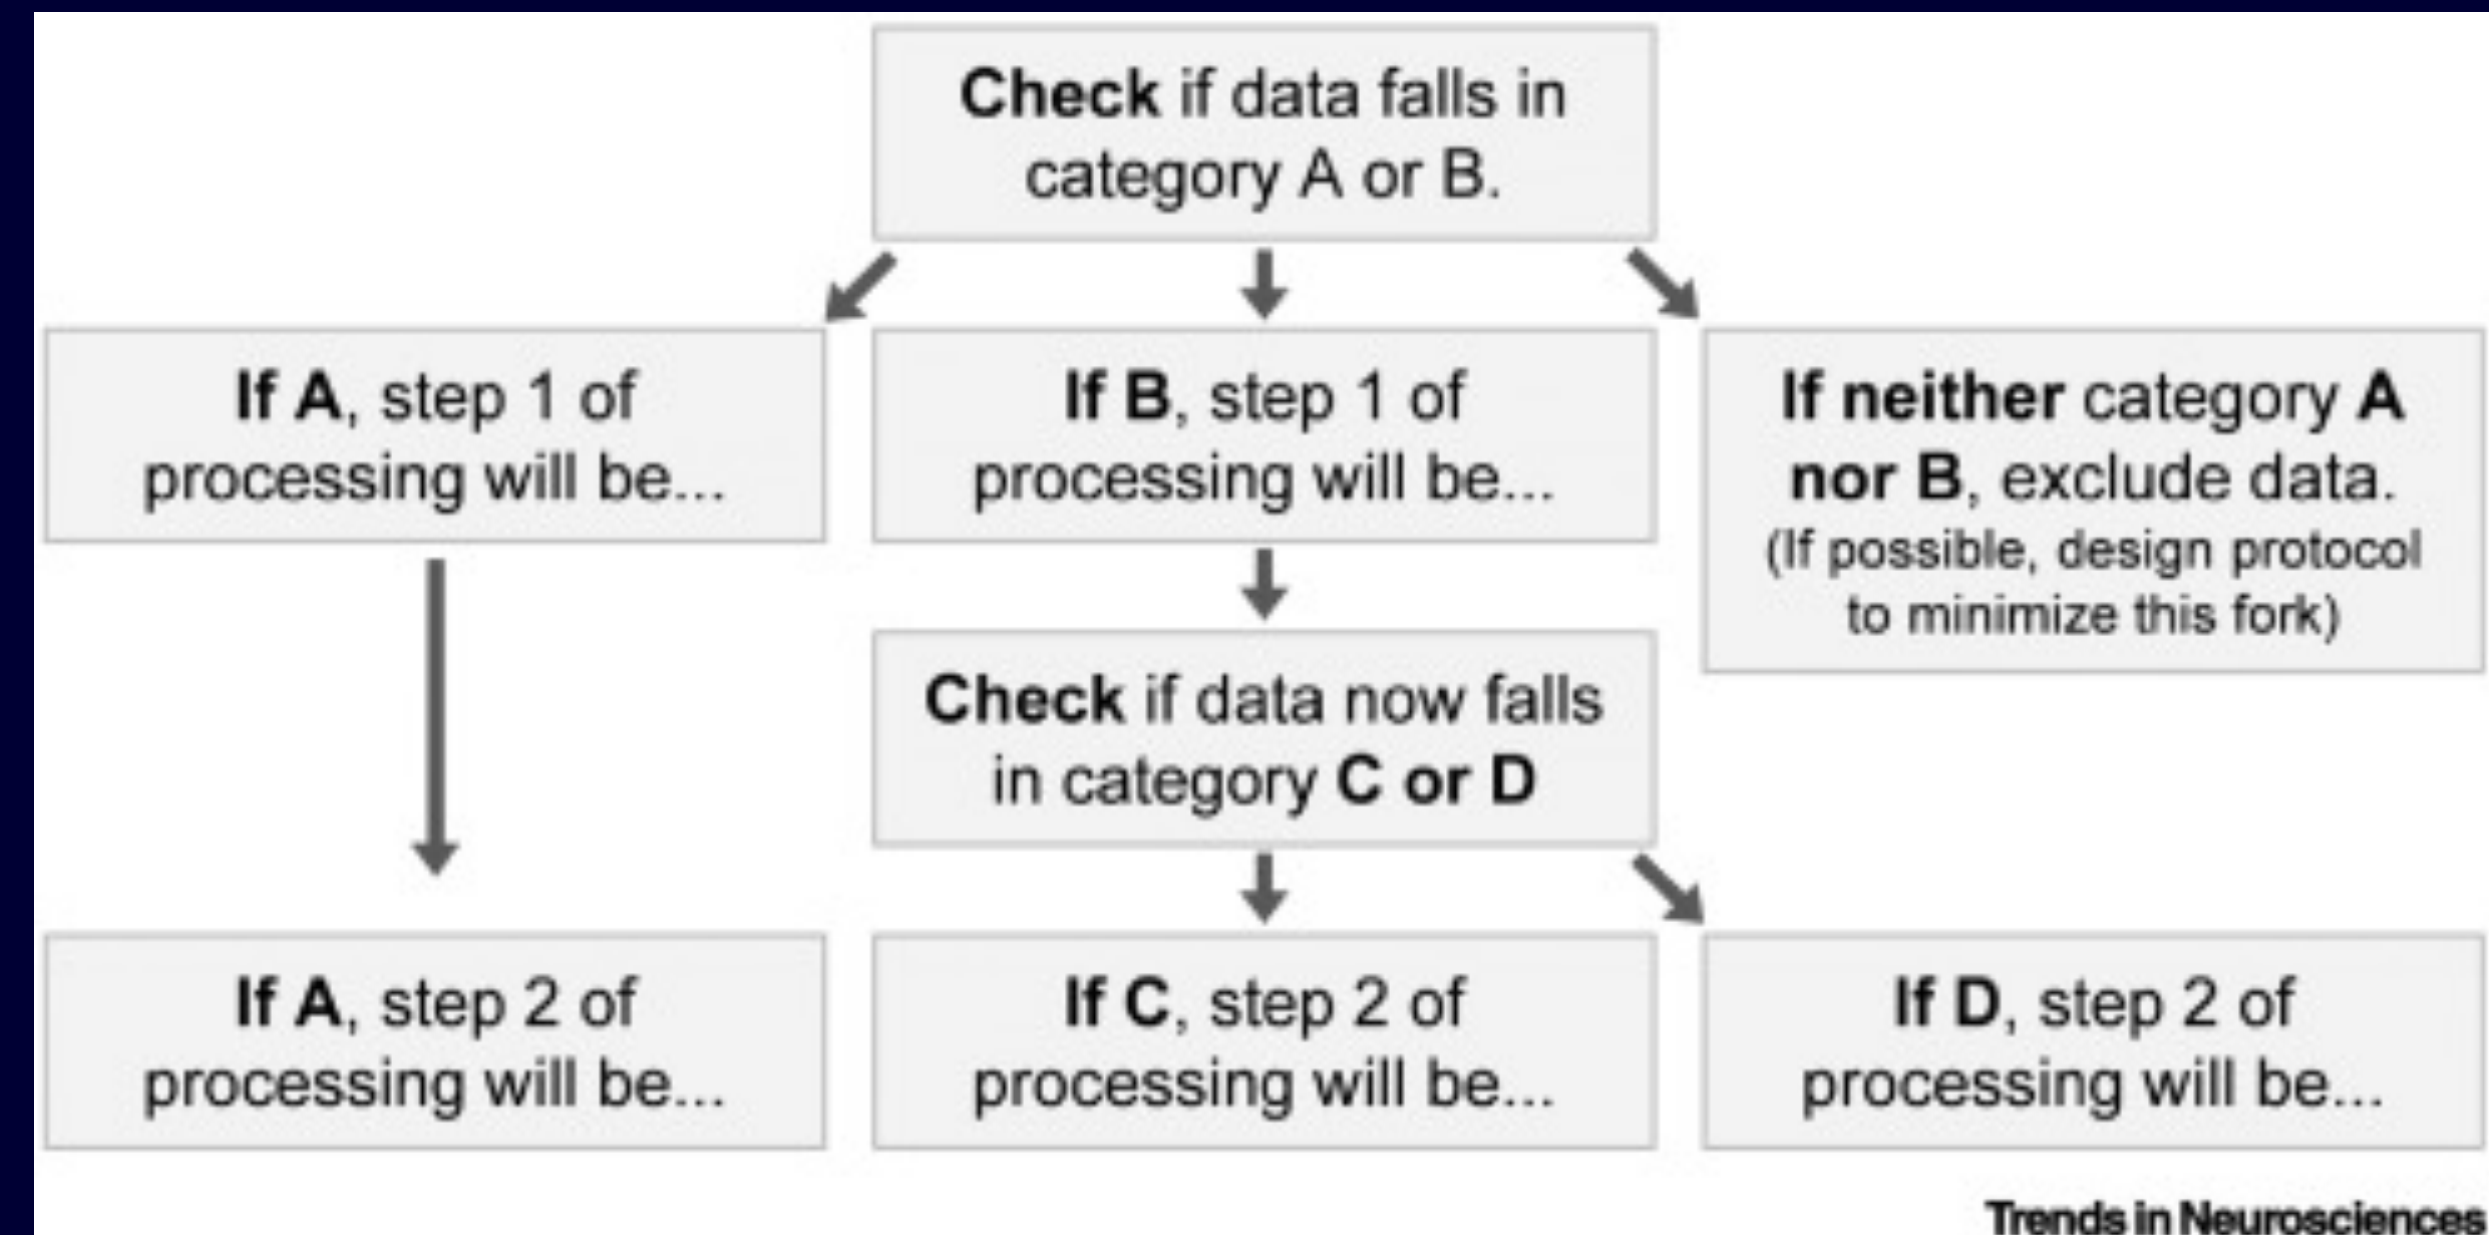 Check if data falls in
category A or B.
If A, step 1 of
processing will be...
If B, step 1 of
processing will be...
If neither category A
nor B, exclude data.
(If possible, design protocol
to minimize this fork)
Check if data now falls
in category C or D
If A, step 2 of
processing will be...
If C, step 2 of
processing will be...
If D, step 2 of
processing will be...
Trends in Neurosciences